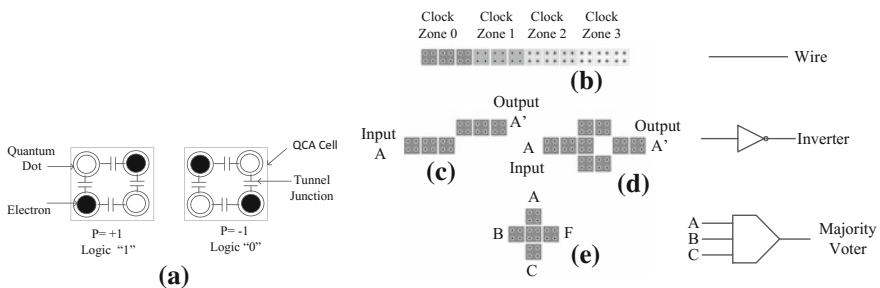 Quantum
Dot
Electron
P= +1
Logic “1”
P= -1
Logic “0”
QCA Cell
Tunnel
Junction
(a)
Clock
Zone 0
Clock
Zone 1
Clock
Zone 2
Clock
Zone 3
(b)
Input
A
Output
A’
(c)
A
Input
Output
A’
(d)
A
B
F
C
(e)
Wire
Inverter
A
B
C
Majority
Voter